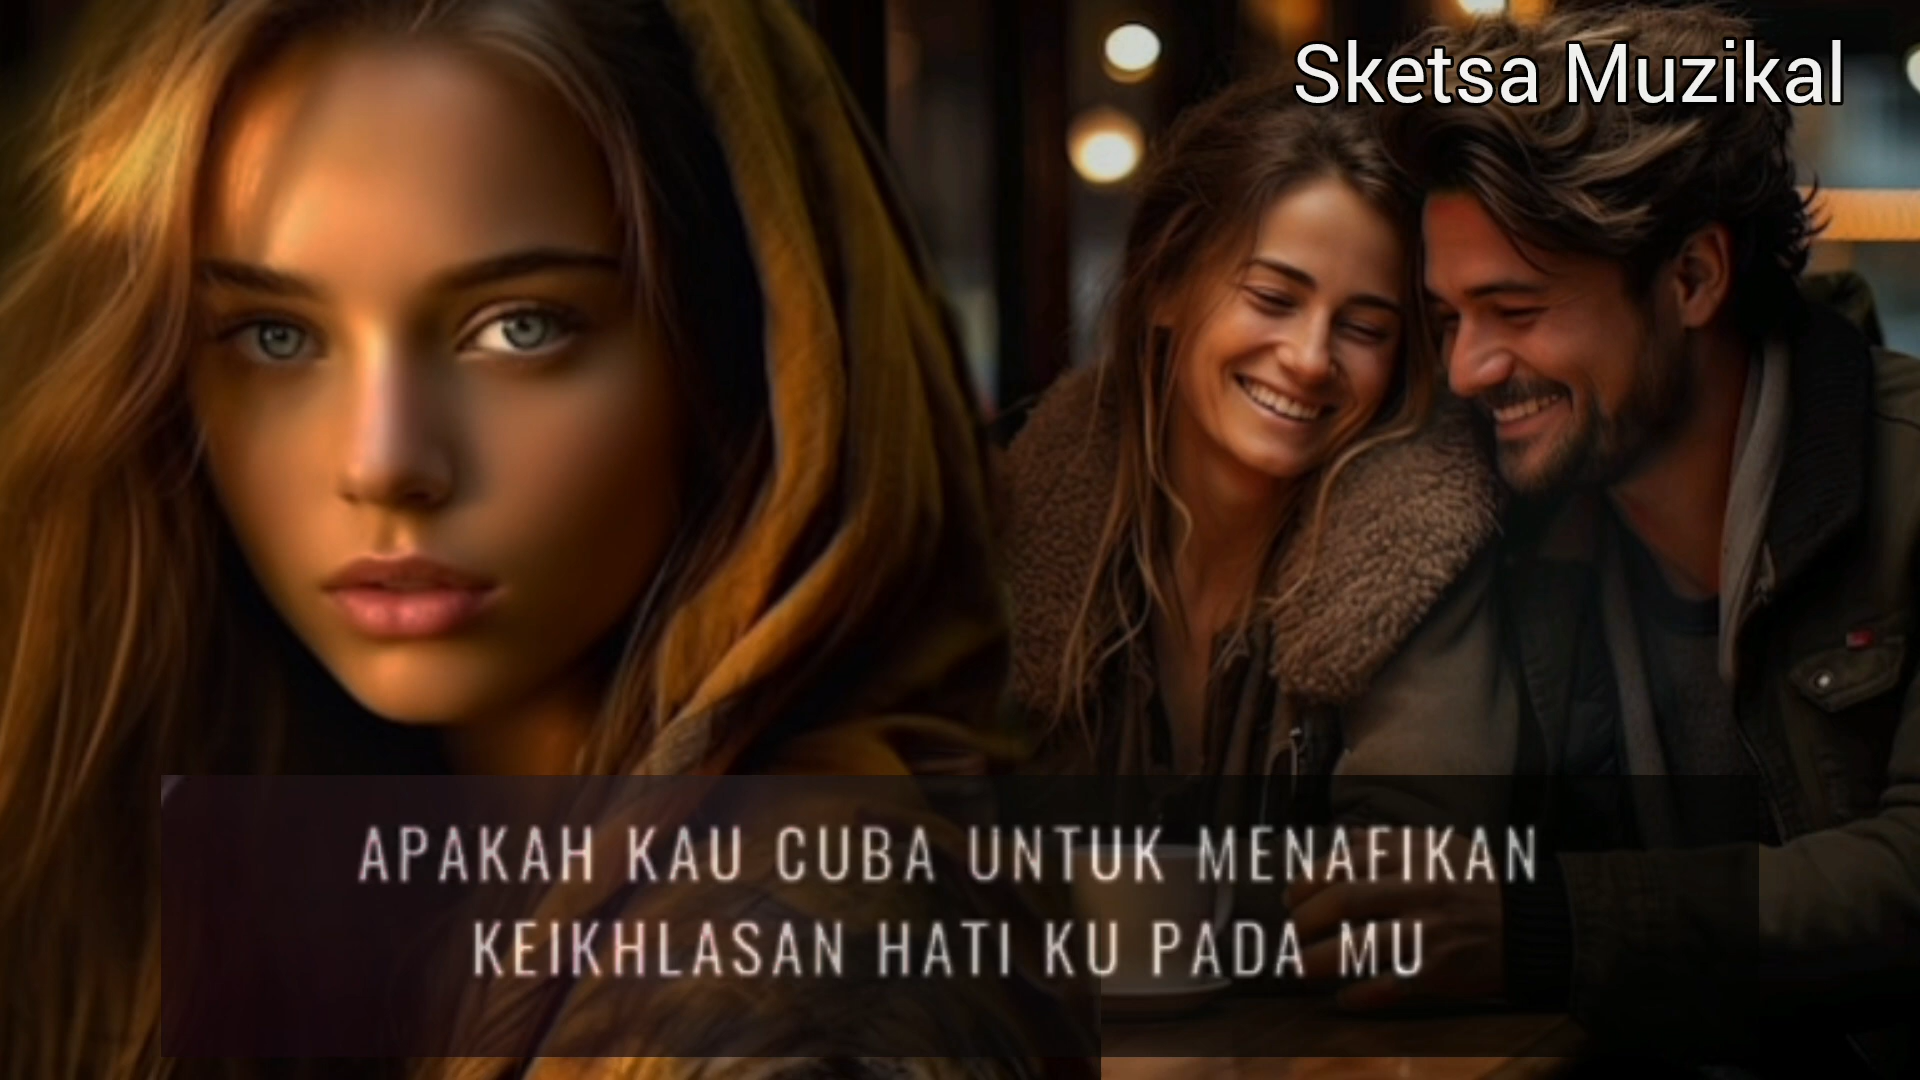 Sketsa Muzikal
APAKAH KAU CUBA UNTUK MENAFIKAN
KEIKHLASAN HATI KU PADA MU